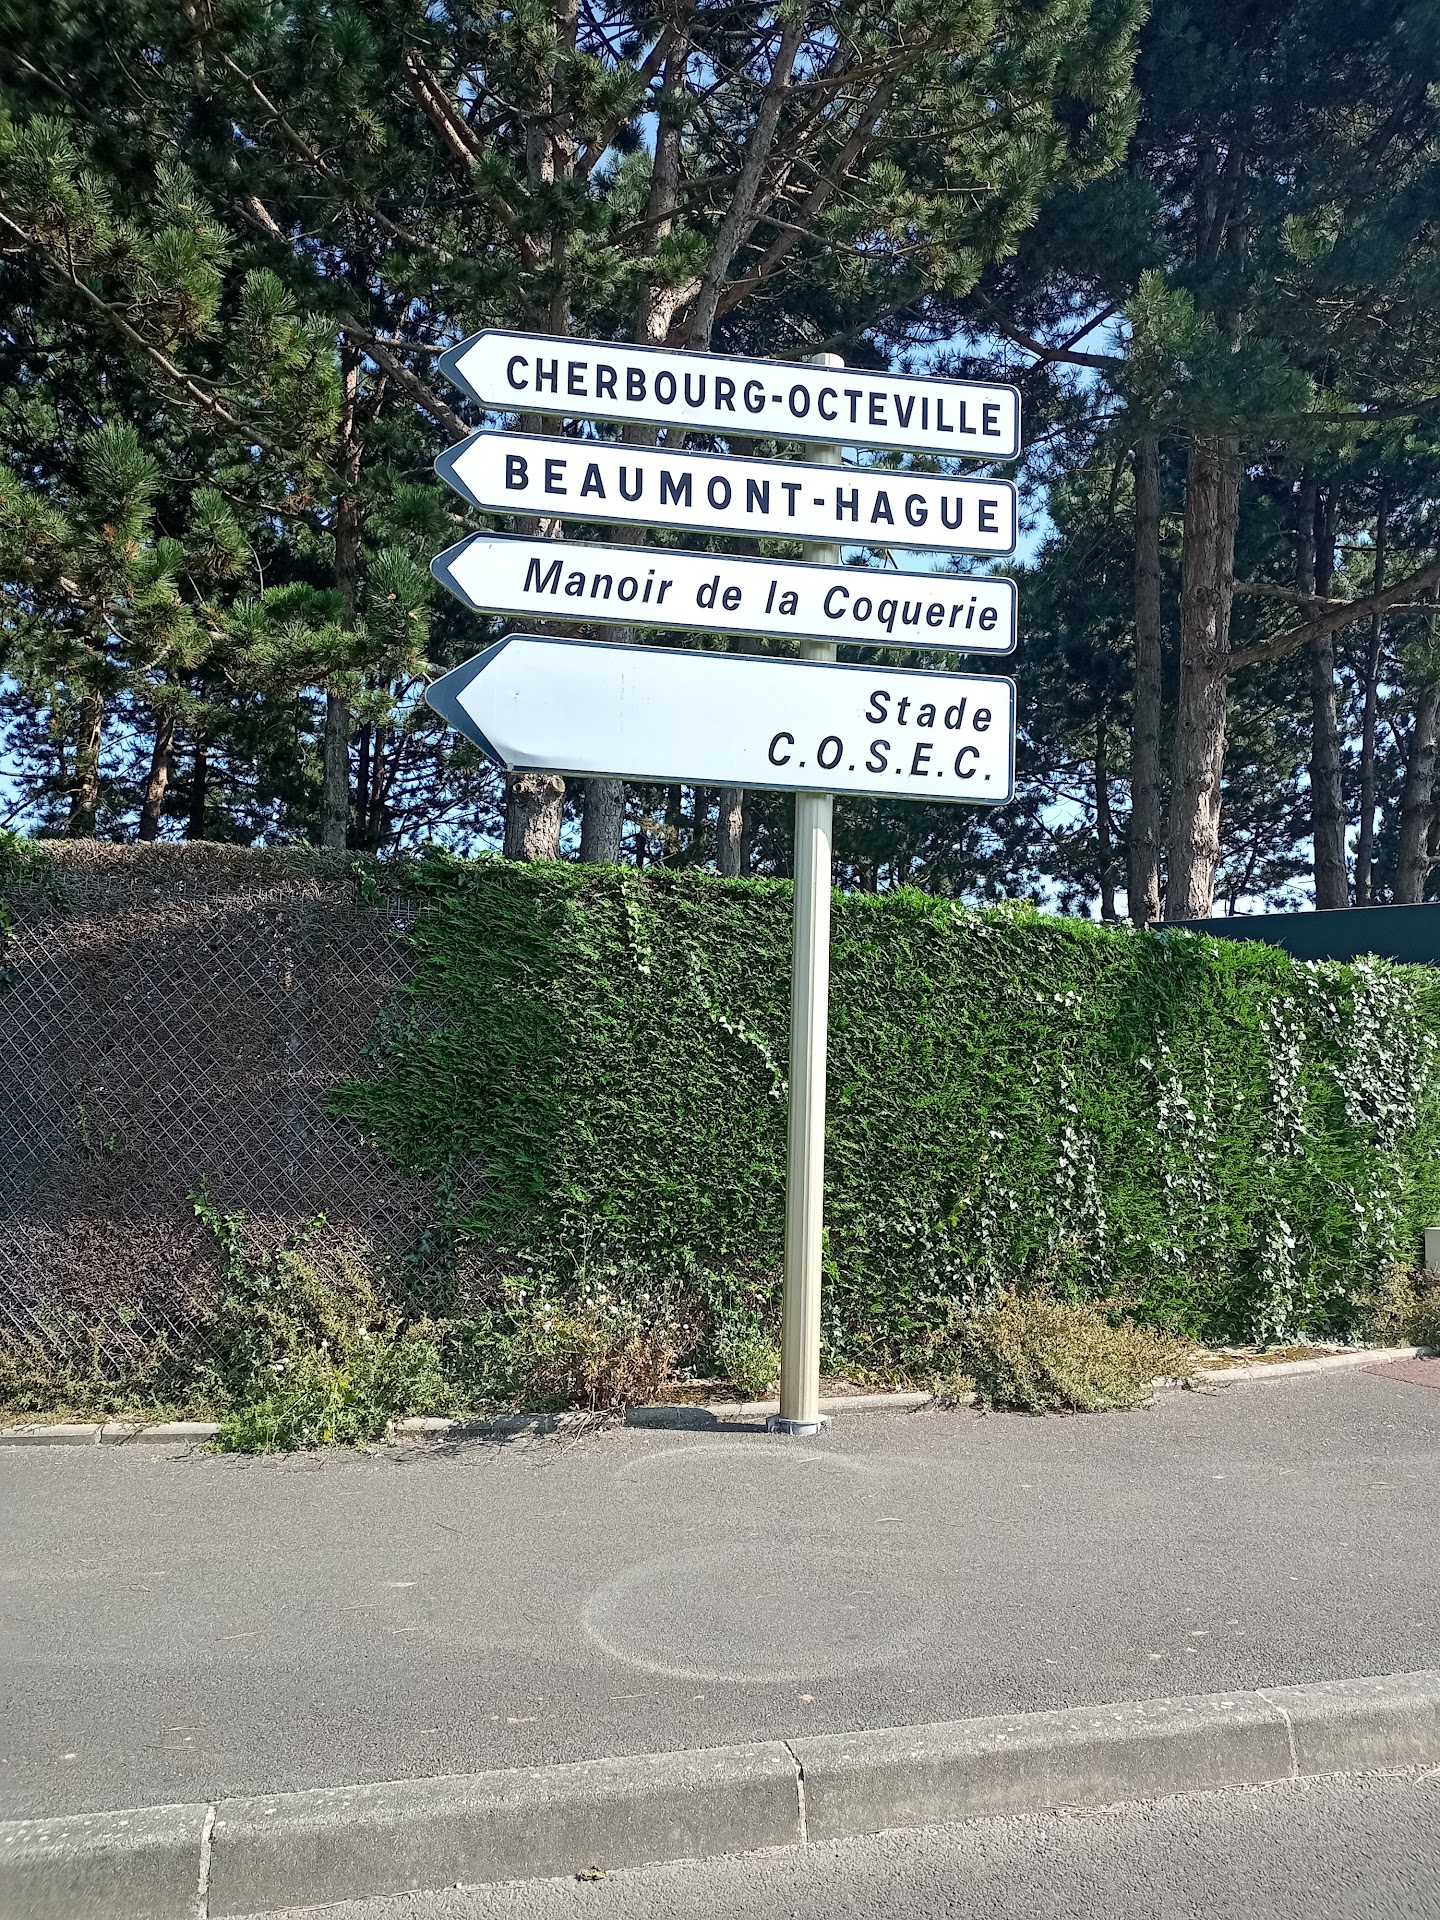 CHERBOURG-OCTEVILLE
BEAUMONT-HAGUE
Manoir de la Coquerie
Stade
C.O.S.E.C.